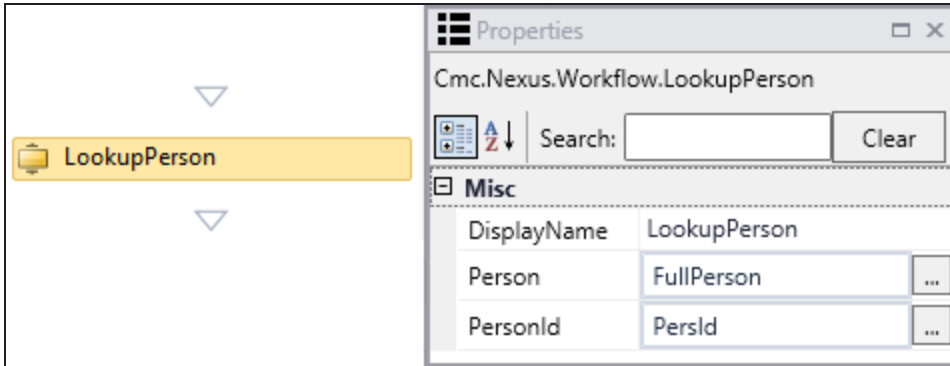 LookupPerson
Properties
Cmc.Nexus.Workflow.LookupPerson
A
Z
Search:
Clear
Misc
DisplayName LookupPerson
Person FullPerson ...
PersonId PersId ...